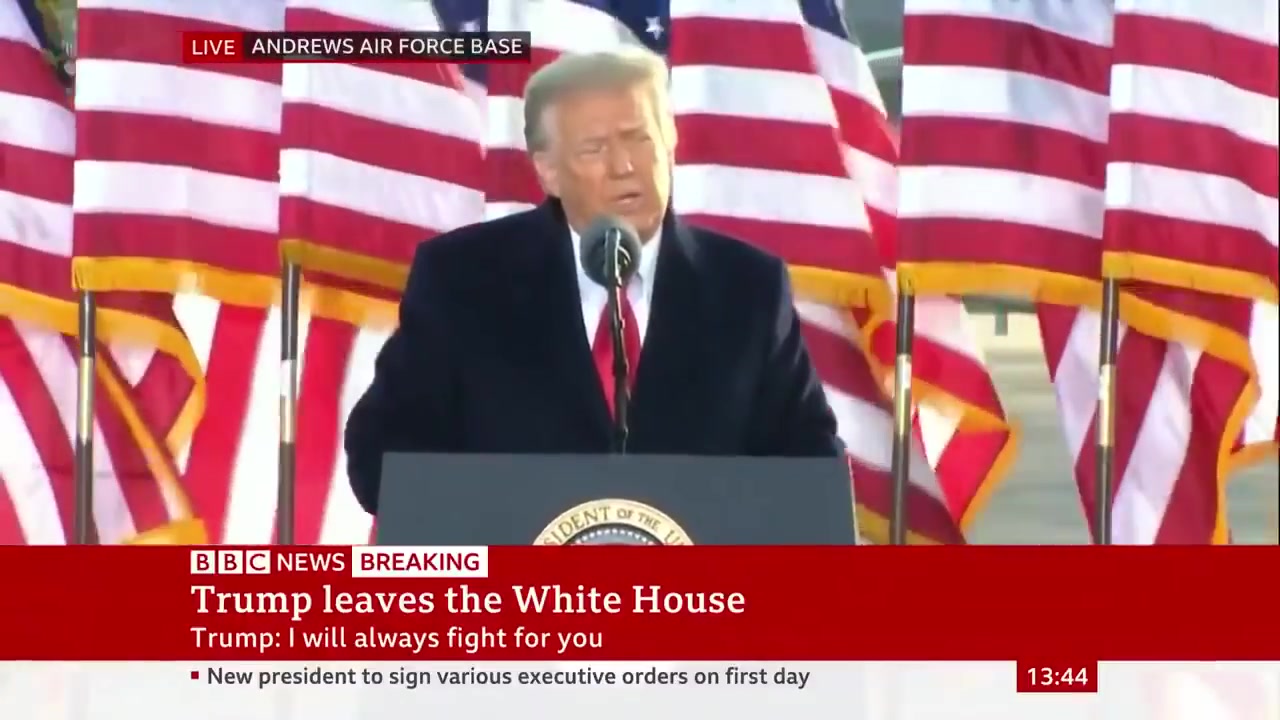 LIVE ANDREWS AIR FORCE BASE
SIDENT OF THE U
BBC NEWS BREAKING
Trump leaves the White House
Trump: I will always fight for you
New president to sign various executive orders on first day
13:44